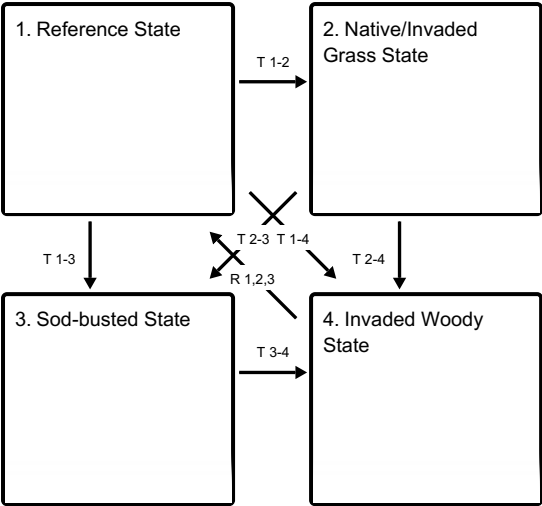 1. Reference State
2. Native/Invaded
Grass State
T 1-2
T 2-3
T 1-4
T 1-3
T 2-4
R 1,2,3
3. Sod-busted State
4. Invaded Woody
State
T 3-4